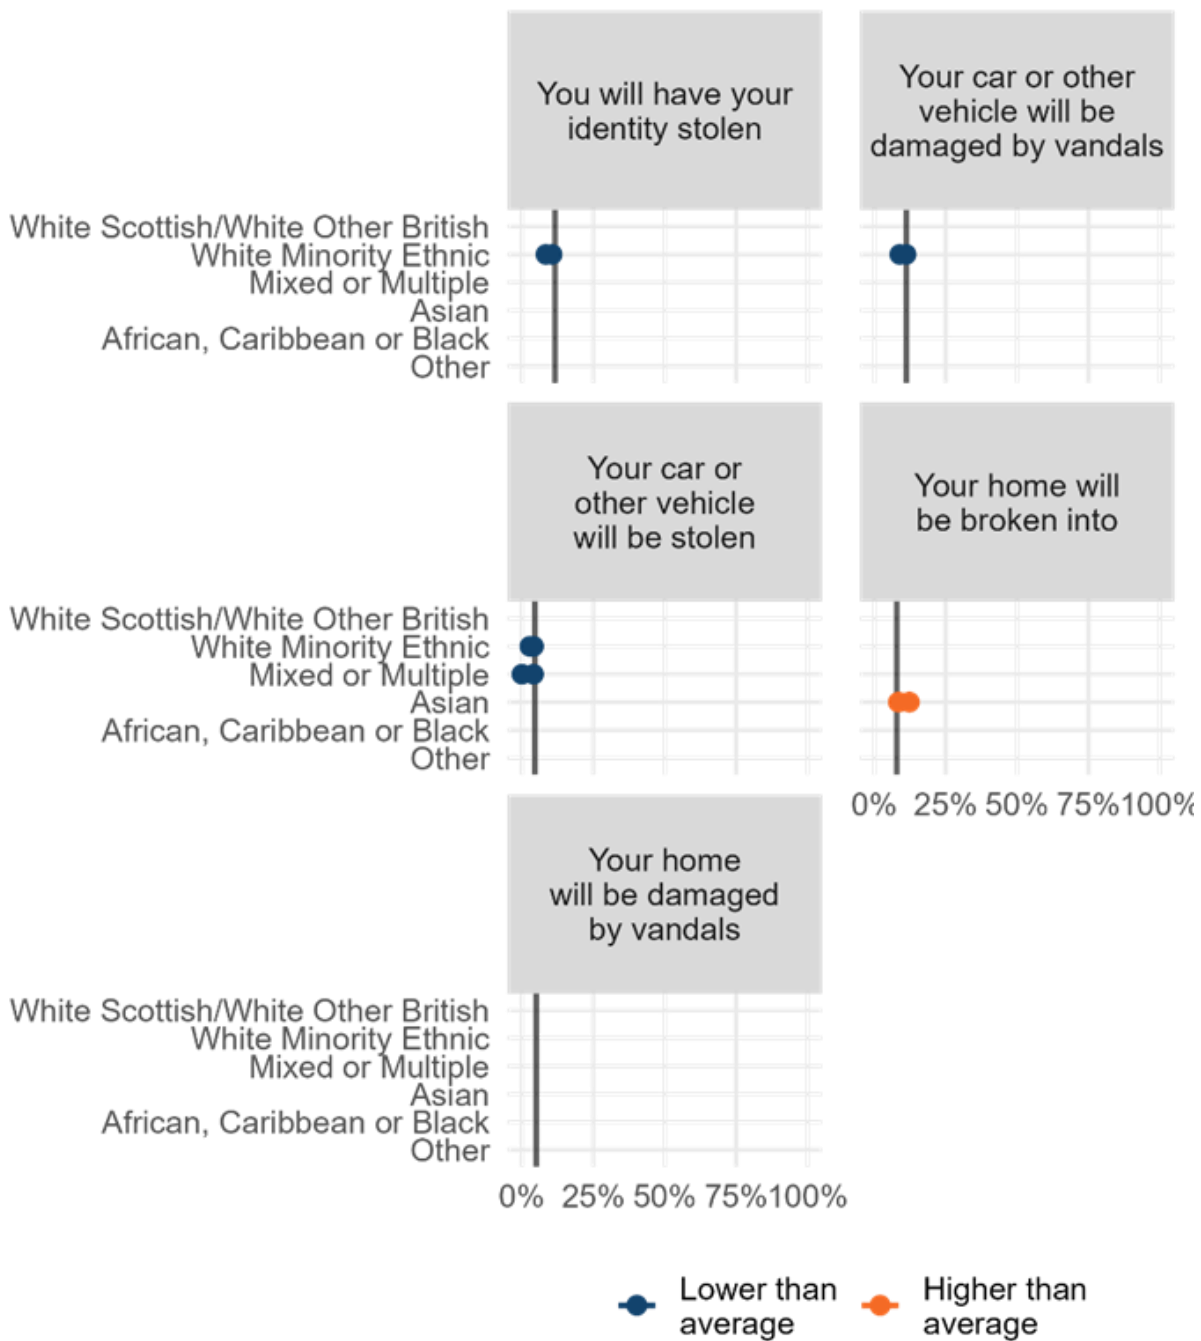 You will have your
identity stolen
Your car or other
vehicle will be
damaged by vandals
White Scottish/White Other British
White Minority Ethnic
Mixed or Multiple
Asian
African, Caribbean or Black
Other
Your car or
other vehicle
will be stolen
Your home will
be broken into
White Scottish/White Other British
White Minority Ethnic
Mixed or Multiple
Asian
African, Caribbean or Black
Other
0% 25% 50% 75%100%
Your home
will be damaged
by vandals
White Scottish/White Other British
White Minority Ethnic
Mixed or Multiple
Asian
African, Caribbean or Black
Other
0% 25% 50% 75%100%
Lower than
average
Higher than
average